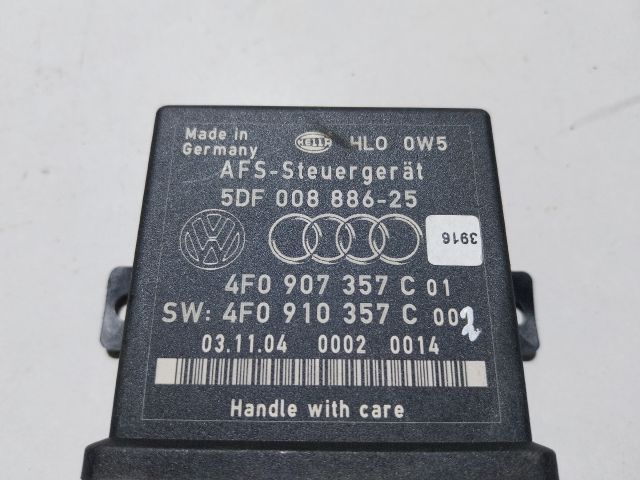 Made in
Germany
HELLA HLO 0W5
AFS-Steuergerät
5DF 008 886-25
3916
4F0 907 357 C 01
SW: 4F0 910 357 C 002
03.11.04 0002 0014
Handle with care